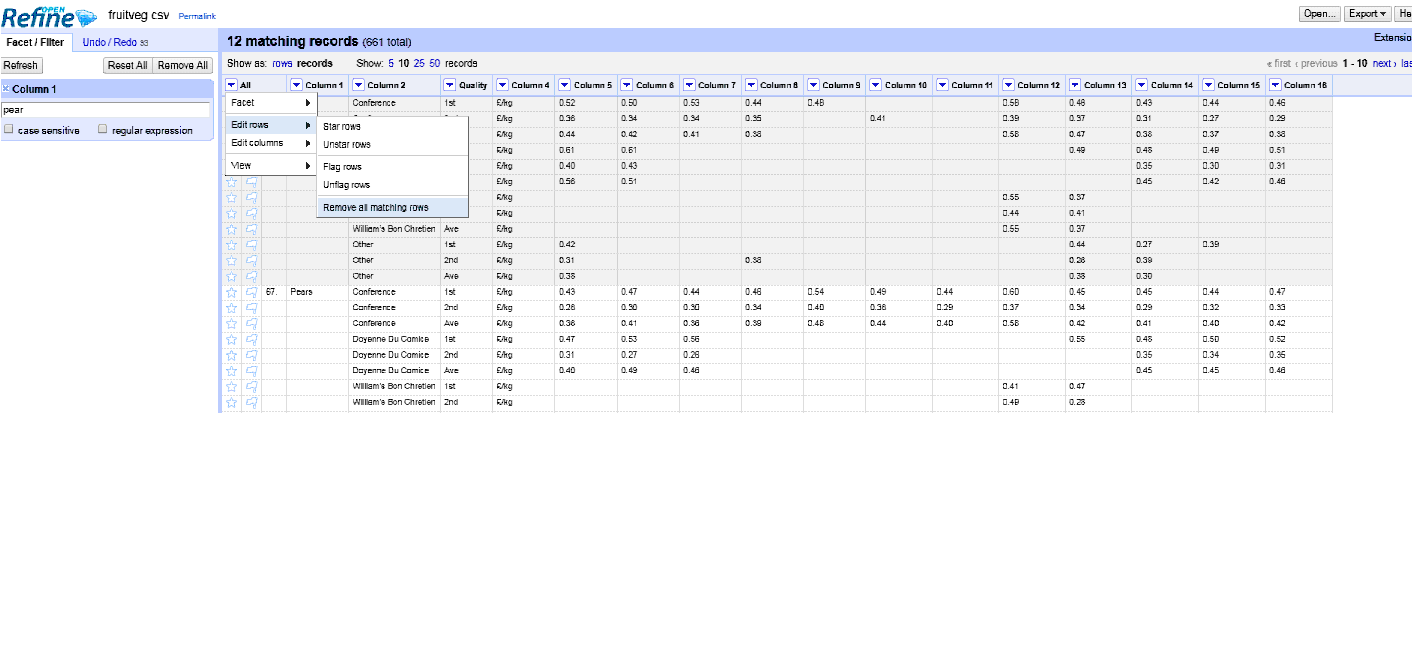 OPEN
Refine fruitveg csv Permalink Open... Export He
Facet / Filter Undo / Redo 33 12 matching records (661 total) Extensio
Refresh Reset All Remove All Show as: rows records Show: 5 10 25 50 records « first ‹ previous 1 - 10 next › las
Column 1 All Column 1 Column 2 Quality Column 4 Column 5 Column 6 Column 7 Column 8 Column 9 Column 10 Column 11 Column 12 Column 13 Column 14 Column 15 Column 16
pear Facet Conference 1st £/kg 0.52 0.50 0.53 0.44 0.48 0.58 0.46 0.43 0.44 0.46
Edit rows £/kg 0.36 0.34 0.34 0.35 0.41 0.39 0.37 0.31 0.27 0.29
case sensitive regular expression Star rows £/kg 0.44 0.42 0.41 0.38 0.58 0.47 0.38 0.37 0.38
Edit columns Unstar rows £/kg 0.61 0.61 0.49 0.48 0.49 0.51
View Flag rows £/kg 0.40 0.43 0.35 0.30 0.31
Unflag rows £/kg 0.56 0.51 0.45 0.42 0.46
£/kg 0.55 0.37
Remove all matching rows £/kg 0.44 0.41
William's Bon Chretien Ave £/kg 0.55 0.37
Other 1st £/kg 0.42 0.44 0.27 0.39
Other 2nd £/kg 0.31 0.38 0.28 0.39
Other Ave £/kg 0.38 0.38 0.30
67. Pears Conference 1st £/kg 0.43 0.47 0.44 0.46 0.54 0.49 0.44 0.60 0.45 0.45 0.44 0.47
Conference 2nd £/kg 0.28 0.30 0.30 0.34 0.40 0.36 0.29 0.37 0.34 0.29 0.32 0.33
Conference Ave £/kg 0.36 0.41 0.36 0.39 0.48 0.44 0.40 0.58 0.42 0.41 0.40 0.42
Doyenne Du Comice 1st £/kg 0.47 0.53 0.56 0.55 0.48 0.50 0.52
Doyenne Du Comice 2nd £/kg 0.31 0.27 0.26 0.35 0.34 0.35
Doyenne Du Comice Ave £/kg 0.40 0.49 0.46 0.45 0.45 0.46
William's Bon Chretien 1st £/kg 0.41 0.47
William's Bon Chretien 2nd £/kg 0.49 0.28